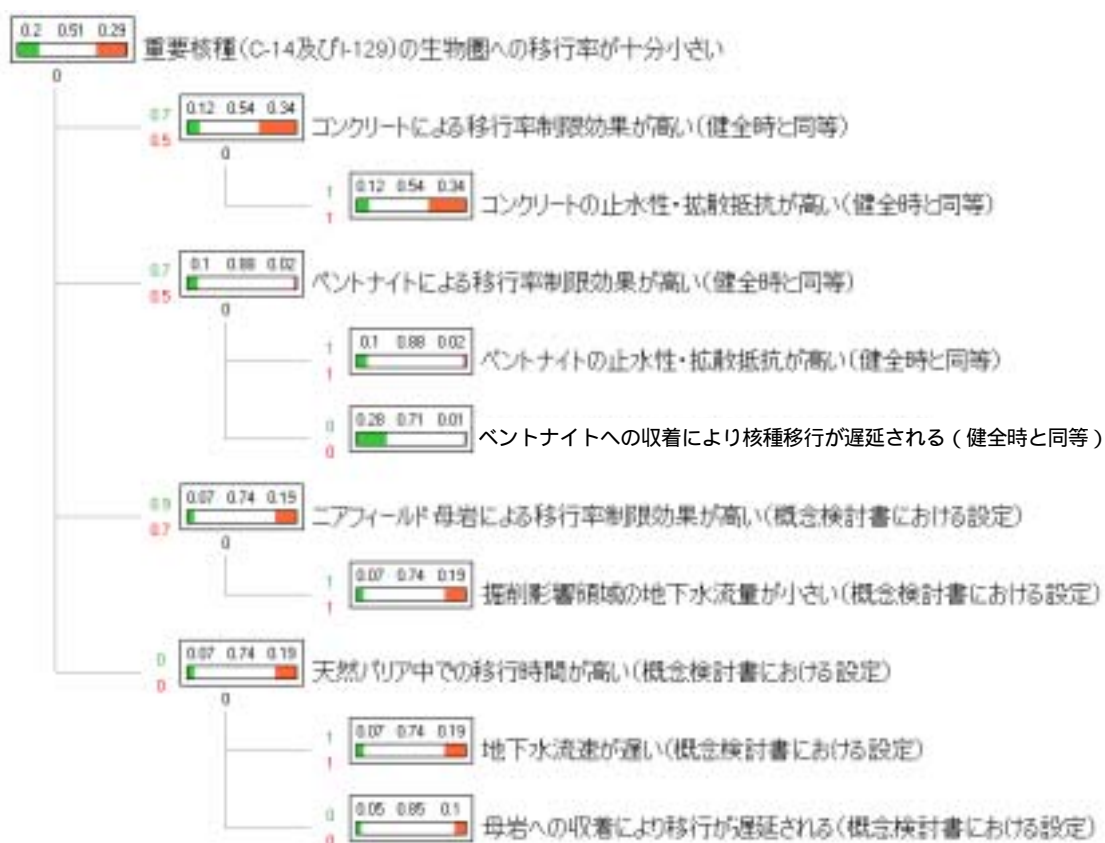 0.2 0.51 0.29
重要核種(C-14及びI-129)の生物圏への移行率が十分小さい
0
0.7 0.12 0.54 0.34
0.5
コンクリートによる移行率制限効果が高い(健全時と同等)
0
1 0.12 0.54 0.34
1
コンクリートの止水性・拡散抵抗が高い(健全時と同等)
0.7 0.1 0.88 0.02
0.5
ベントナイトによる移行率制限効果が高い(健全時と同等)
0
1 0.1 0.88 0.02
1
ベントナイトの止水性・拡散抵抗が高い(健全時と同等)
0 0.28 0.71 0.01
0
ベントナイトへの収着により核種移行が遅延される(健全時と同等)
0.9 0.07 0.74 0.19
0.7
ニアフィールド母岩による移行率制限効果が高い(概念検討書における設定)
0
1 0.07 0.74 0.19
1
掘削影響領域の地下水流量が小さい(概念検討書における設定)
0 0.07 0.74 0.19
0
天然バリア中での移行時間が高い(概念検討書における設定)
0
1 0.07 0.74 0.19
1
地下水流速が遅い(概念検討書における設定)
0 0.05 0.85 0.1
0
母岩への収着により移行が遅延される(概念検討書における設定)